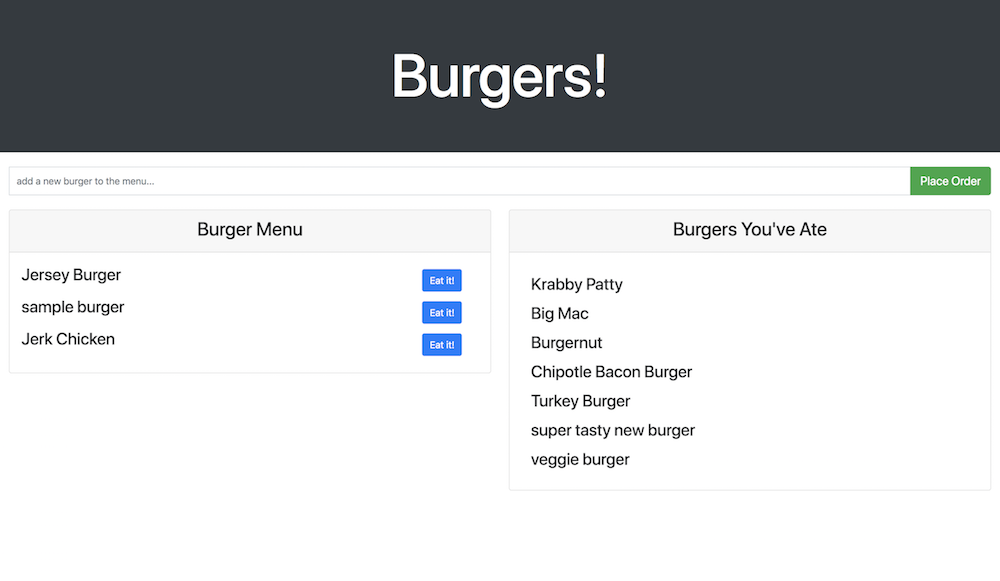 Burgers!
add a new burger to the menu...
Place Order
Burger Menu
Jersey Burger
Eat it!
sample burger
Eat it!
Jerk Chicken
Eat it!
Burgers You've Ate
Krabby Patty
Big Mac
Burgernut
Chipotle Bacon Burger
Turkey Burger
super tasty new burger
veggie burger